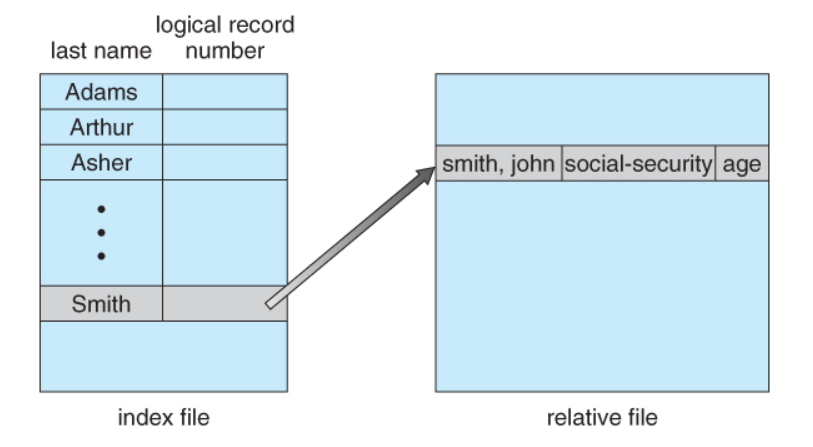 logical record
last name number
Adams
Arthur
Asher
Smith
index file
smith, john social-security age
relative file